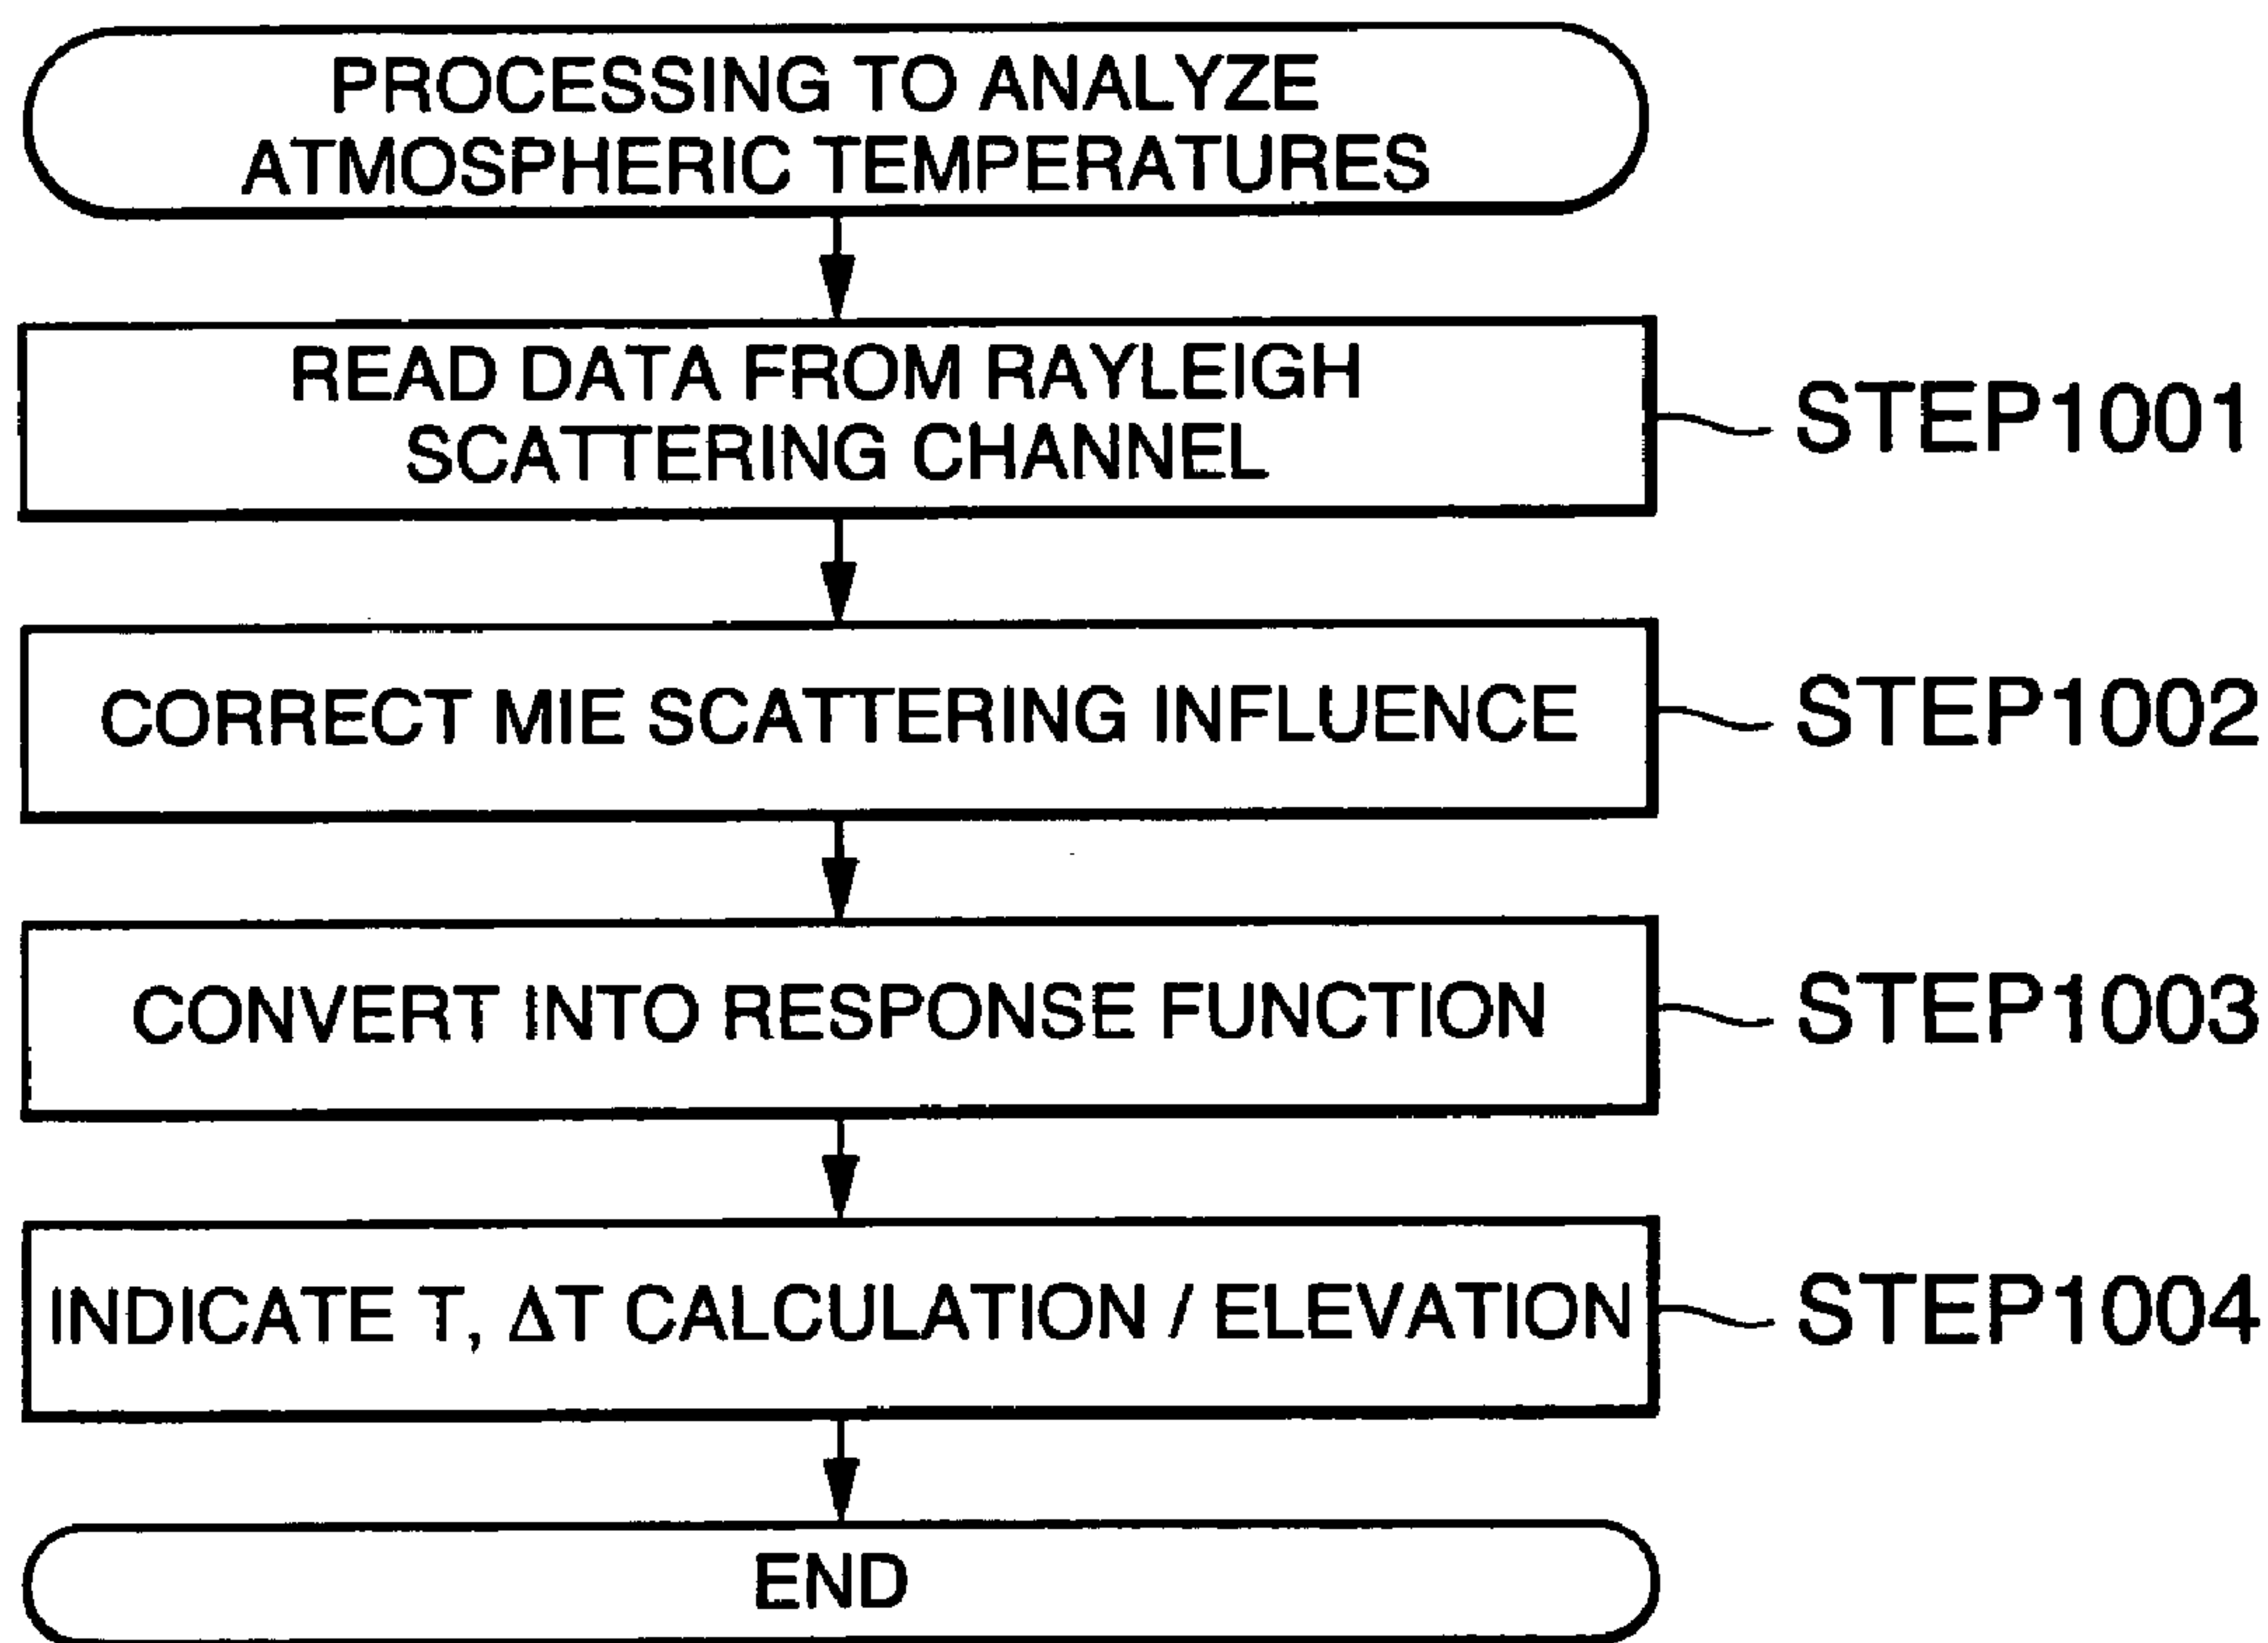 PROCESSING TO ANALYZE
ATMOSPHERIC TEMPERATURES
READ DATA FROM RAYLEIGH
SCATTERING CHANNEL
STEP1001
CORRECT MIE SCATTERING INFLUENCE
STEP1002
CONVERT INTO RESPONSE FUNCTION
STEP1003
INDICATE T, ΔT CALCULATION / ELEVATION
STEP1004
END